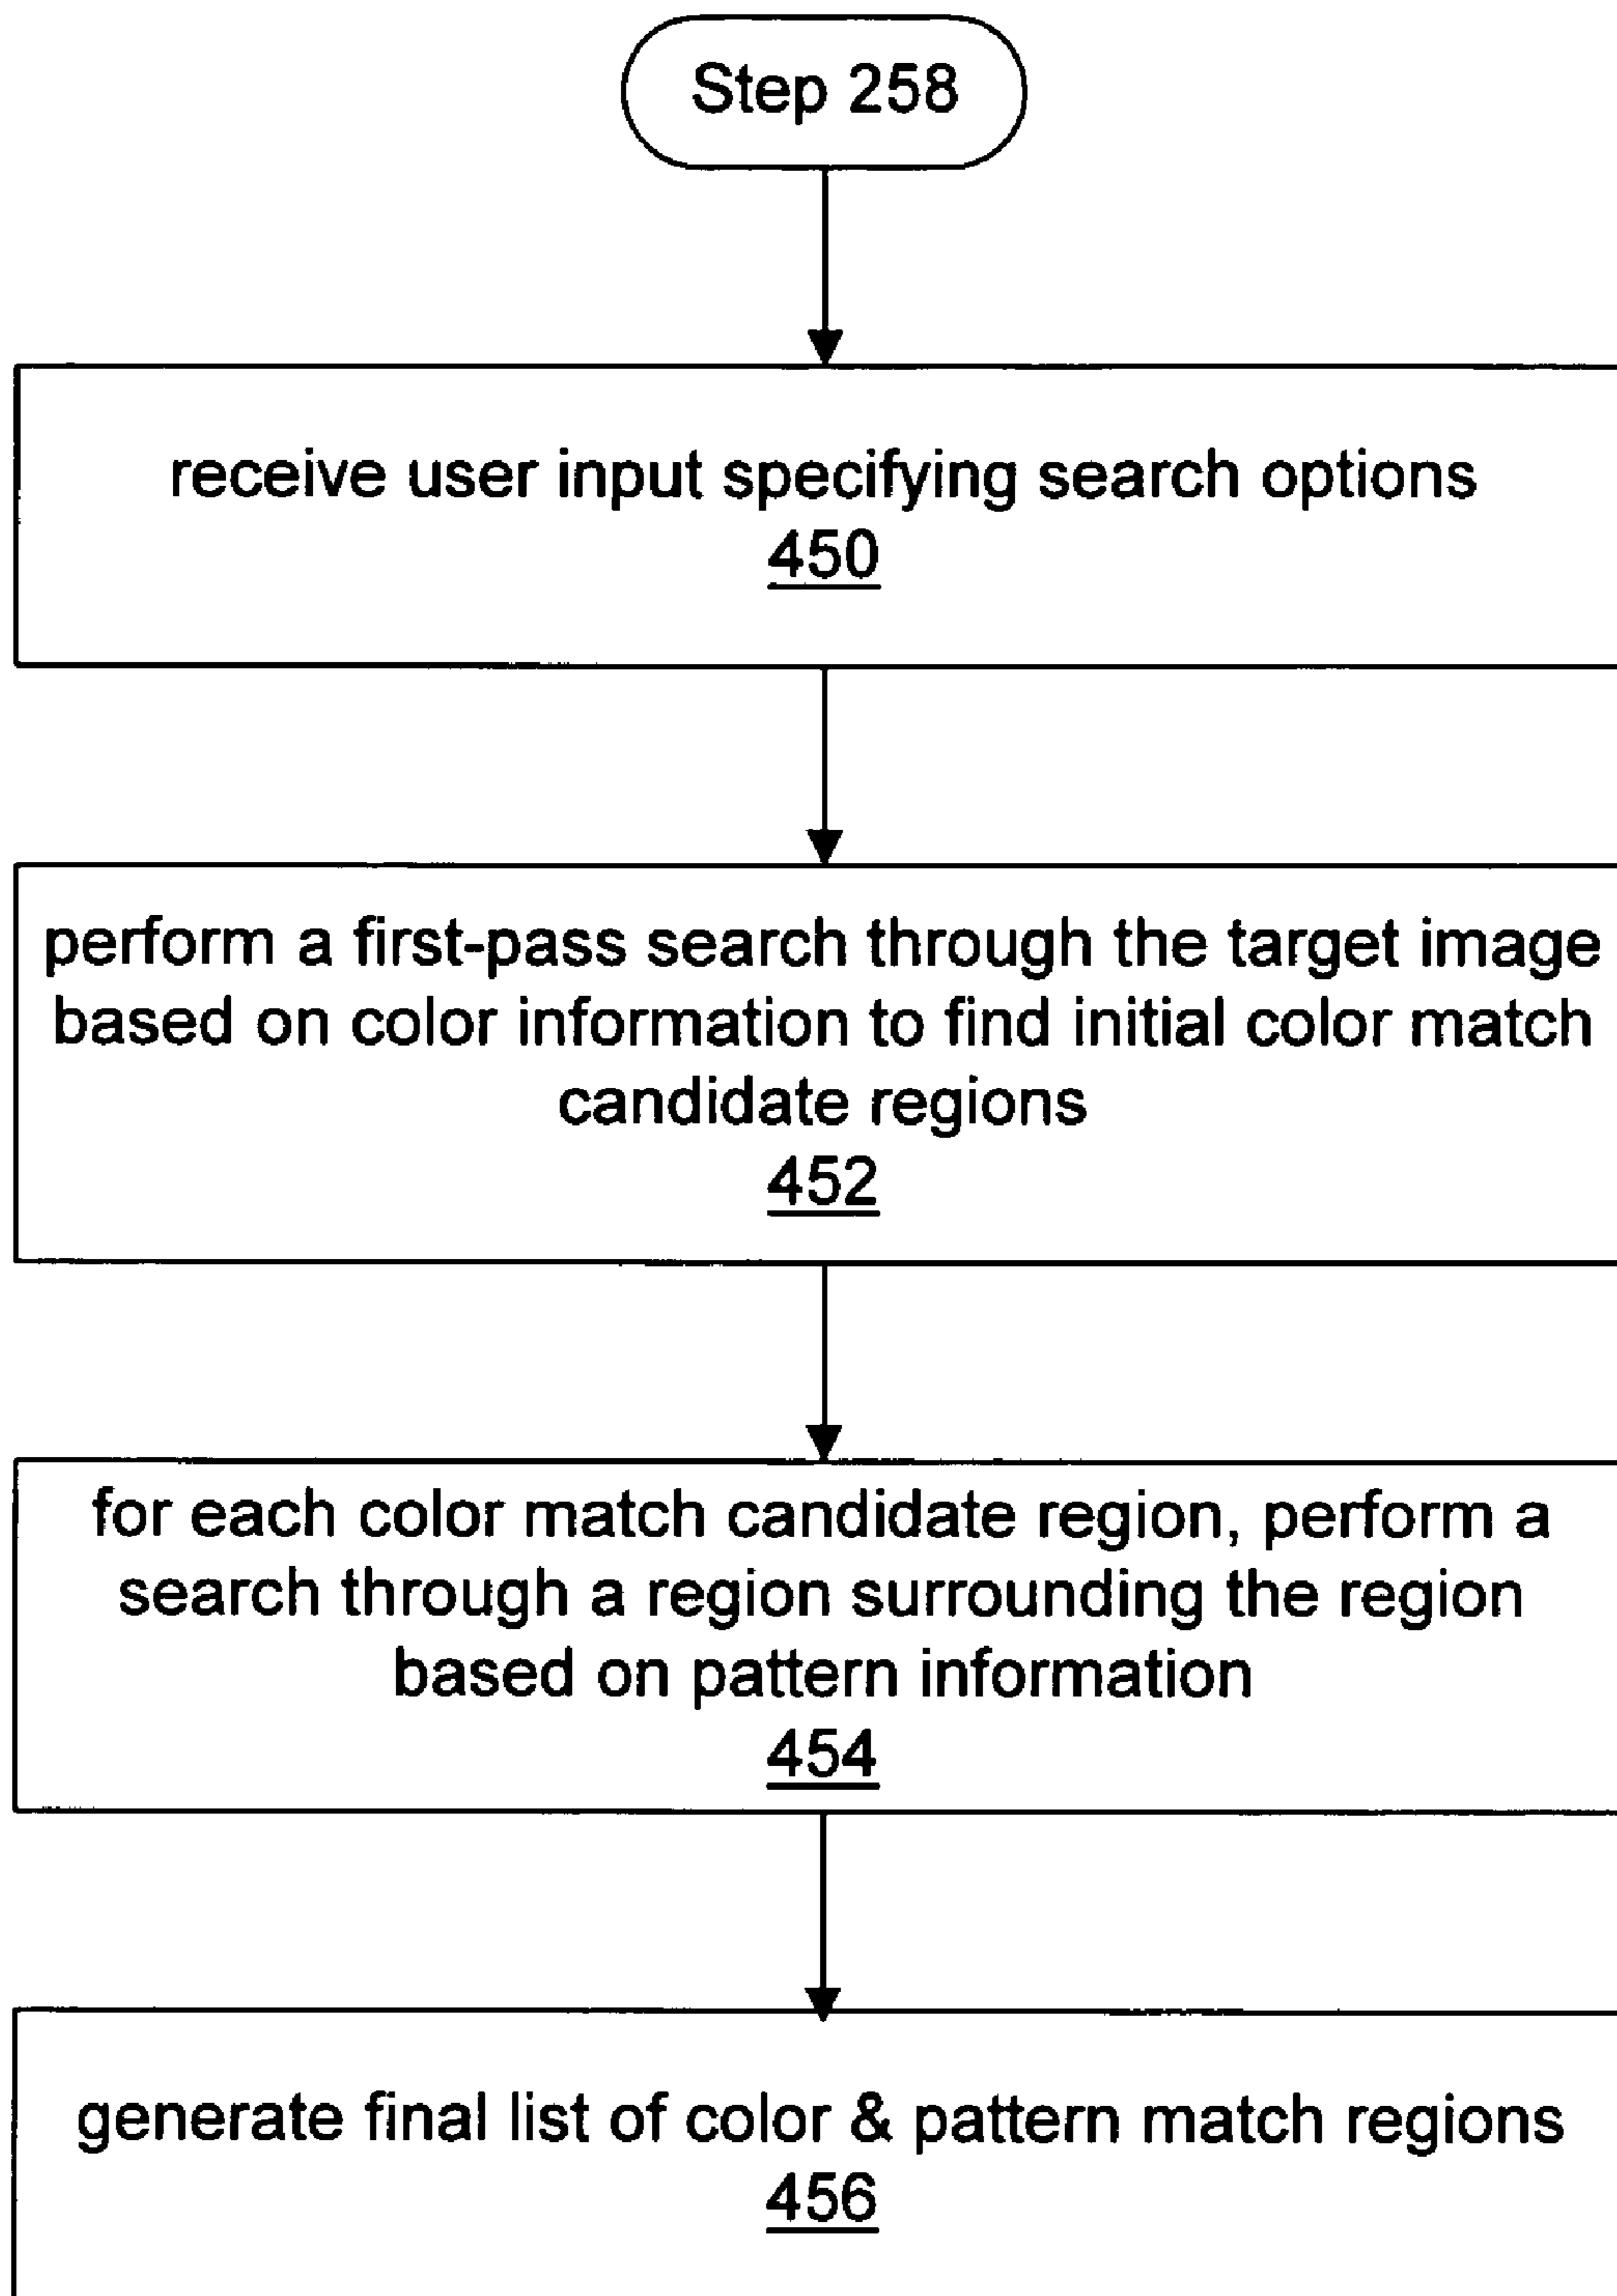 Step 258
receive user input specifying search options
450
perform a first-pass search through the target image
based on color information to find initial color match
candidate regions
452
for each color match candidate region, perform a
search through a region surrounding the region
based on pattern information
454
generate final list of color & pattern match regions
456